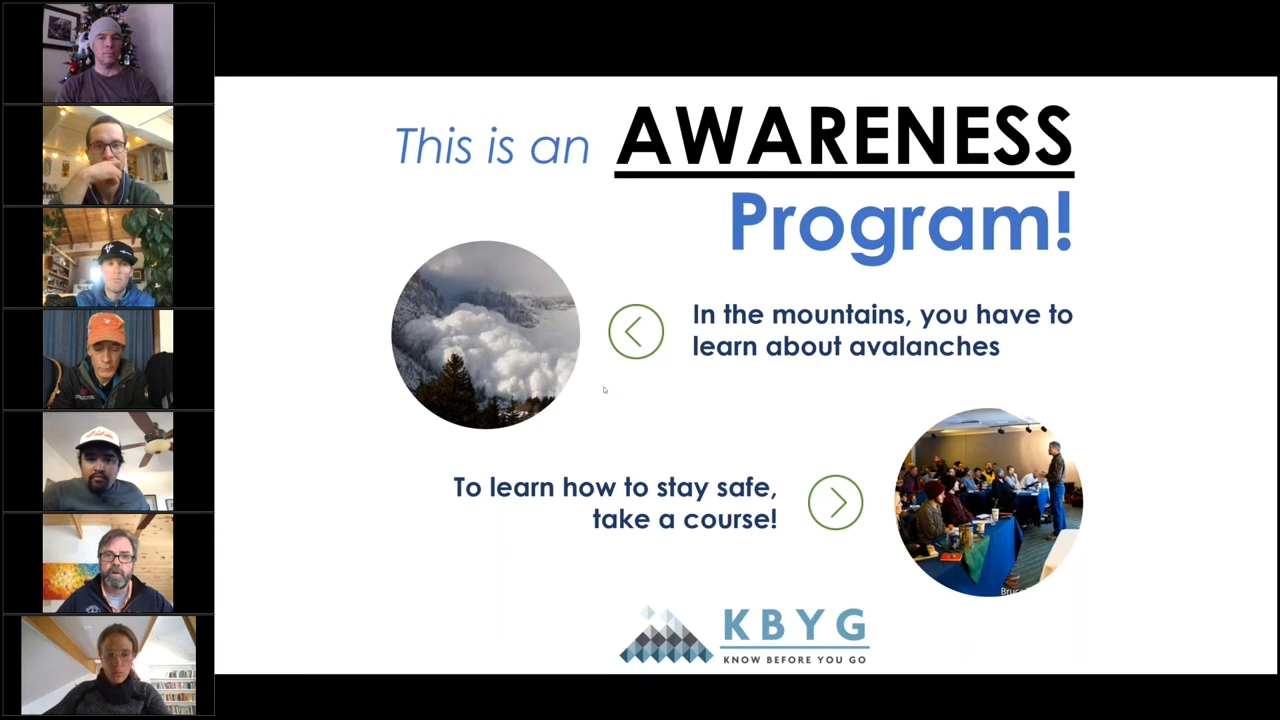 This is an AWARENESS
Program!
In the mountains, you have to
learn about avalanches
To learn how to stay safe,
take a course!
KBYG
KNOW BEFORE YOU GO